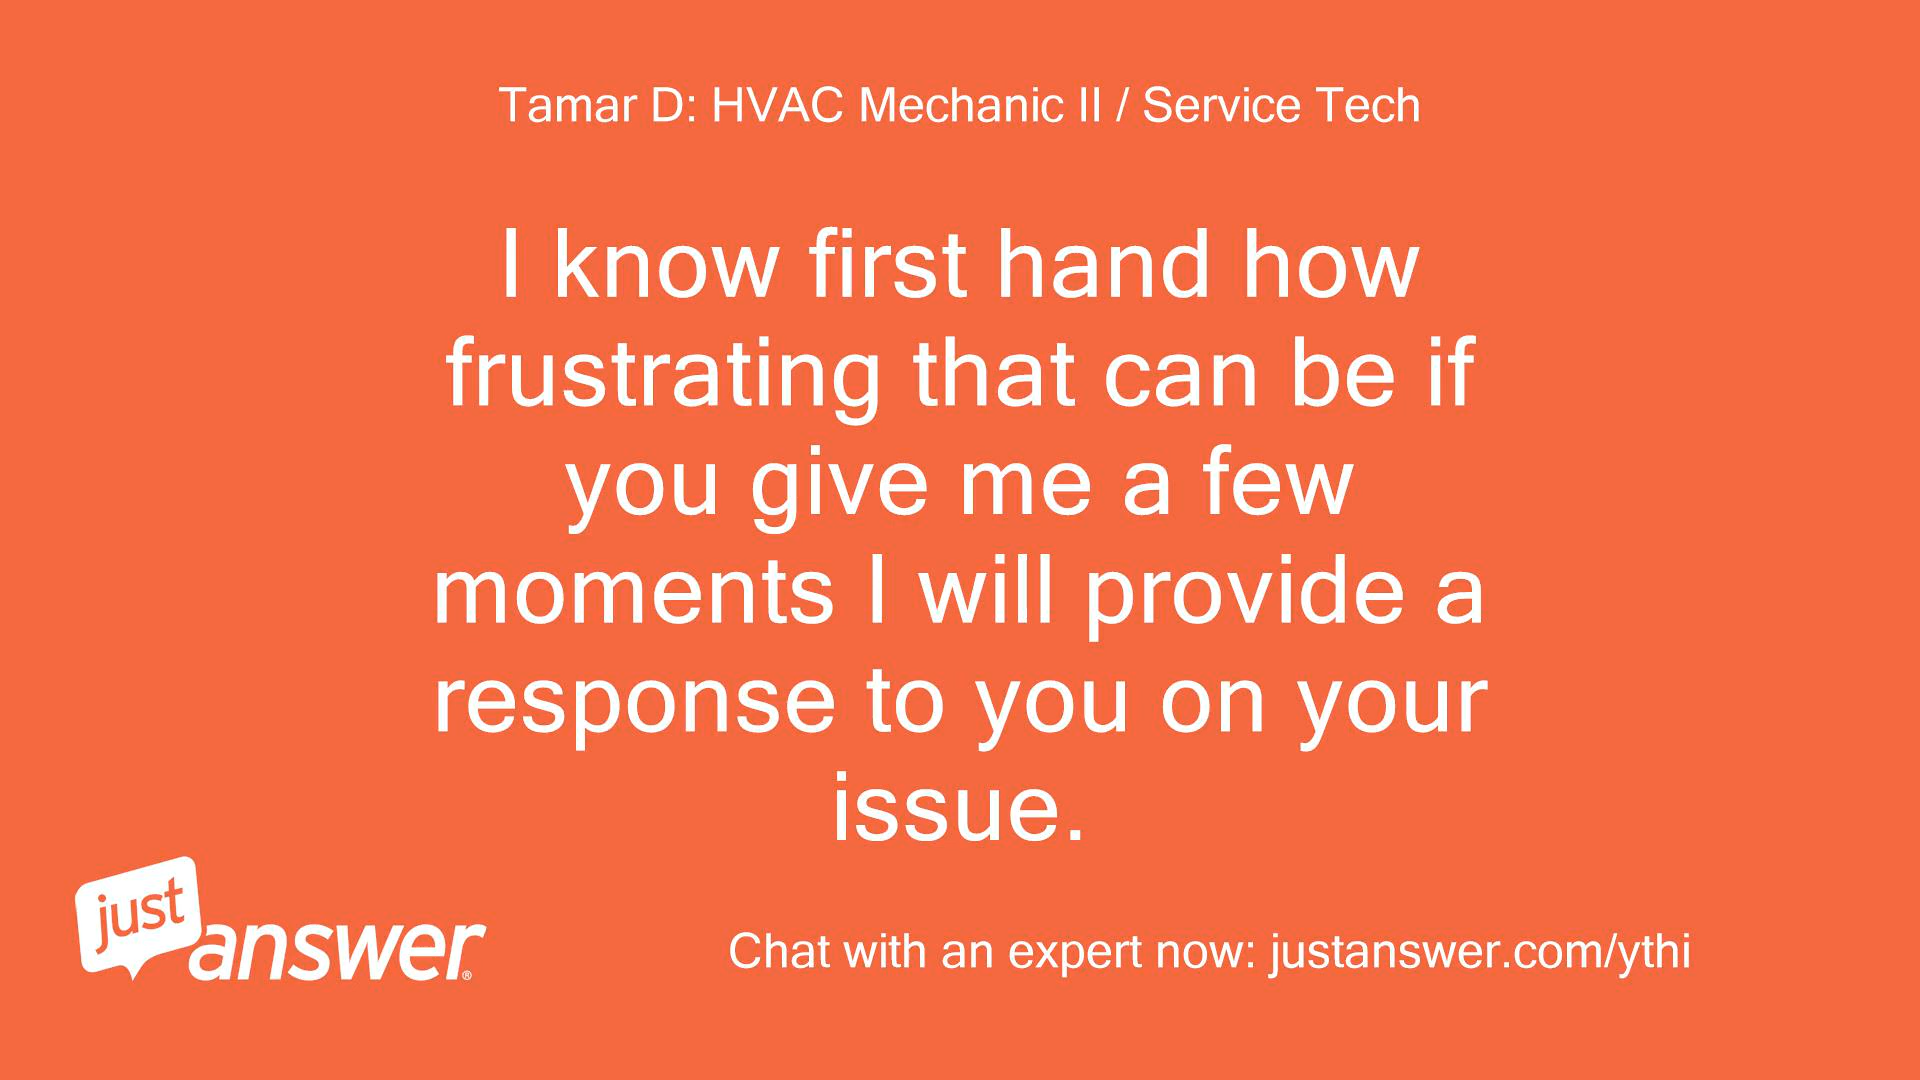 Tamar D: HVAC Mechanic II / Service Tech
I know first hand how
frustrating that can be if
you give me a few
moments I will provide a
response to you on your
issue.
just
answer®
Chat with an expert now: justanswer.com/ythi